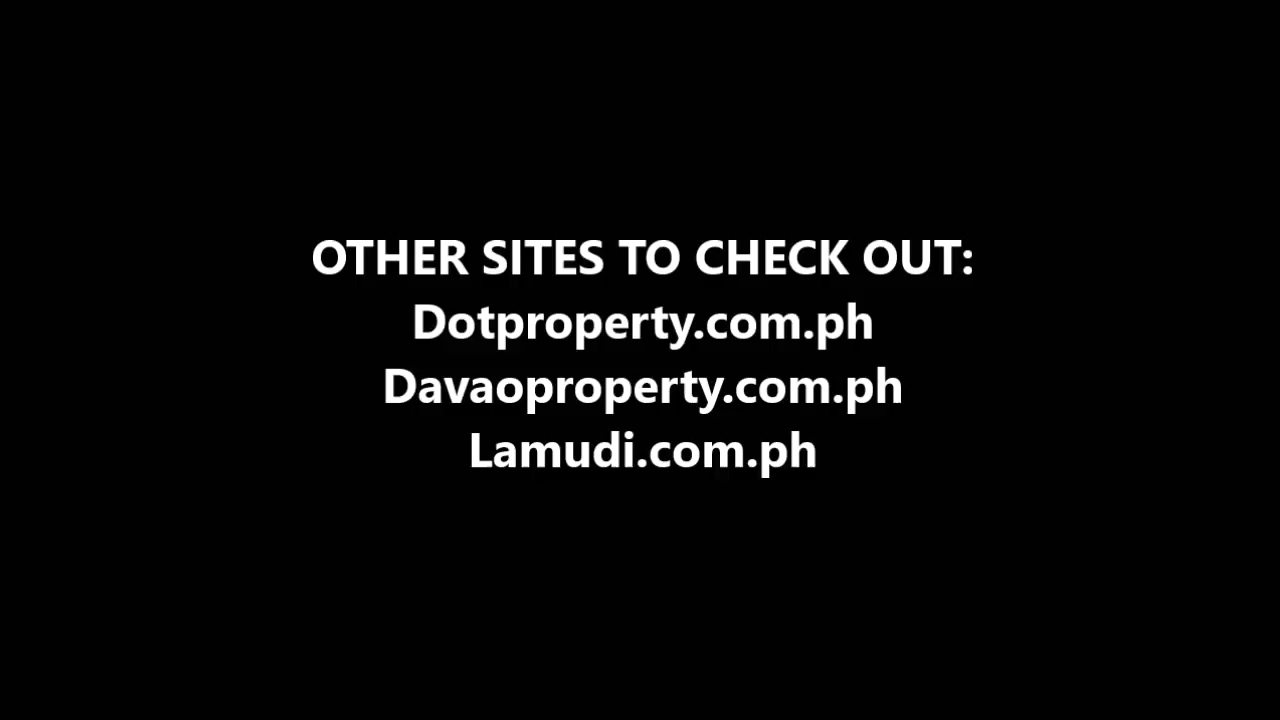 OTHER SITES TO CHECK OUT:
Dotproperty.com.ph
Davaoproperty.com.ph
Lamudi.com.ph